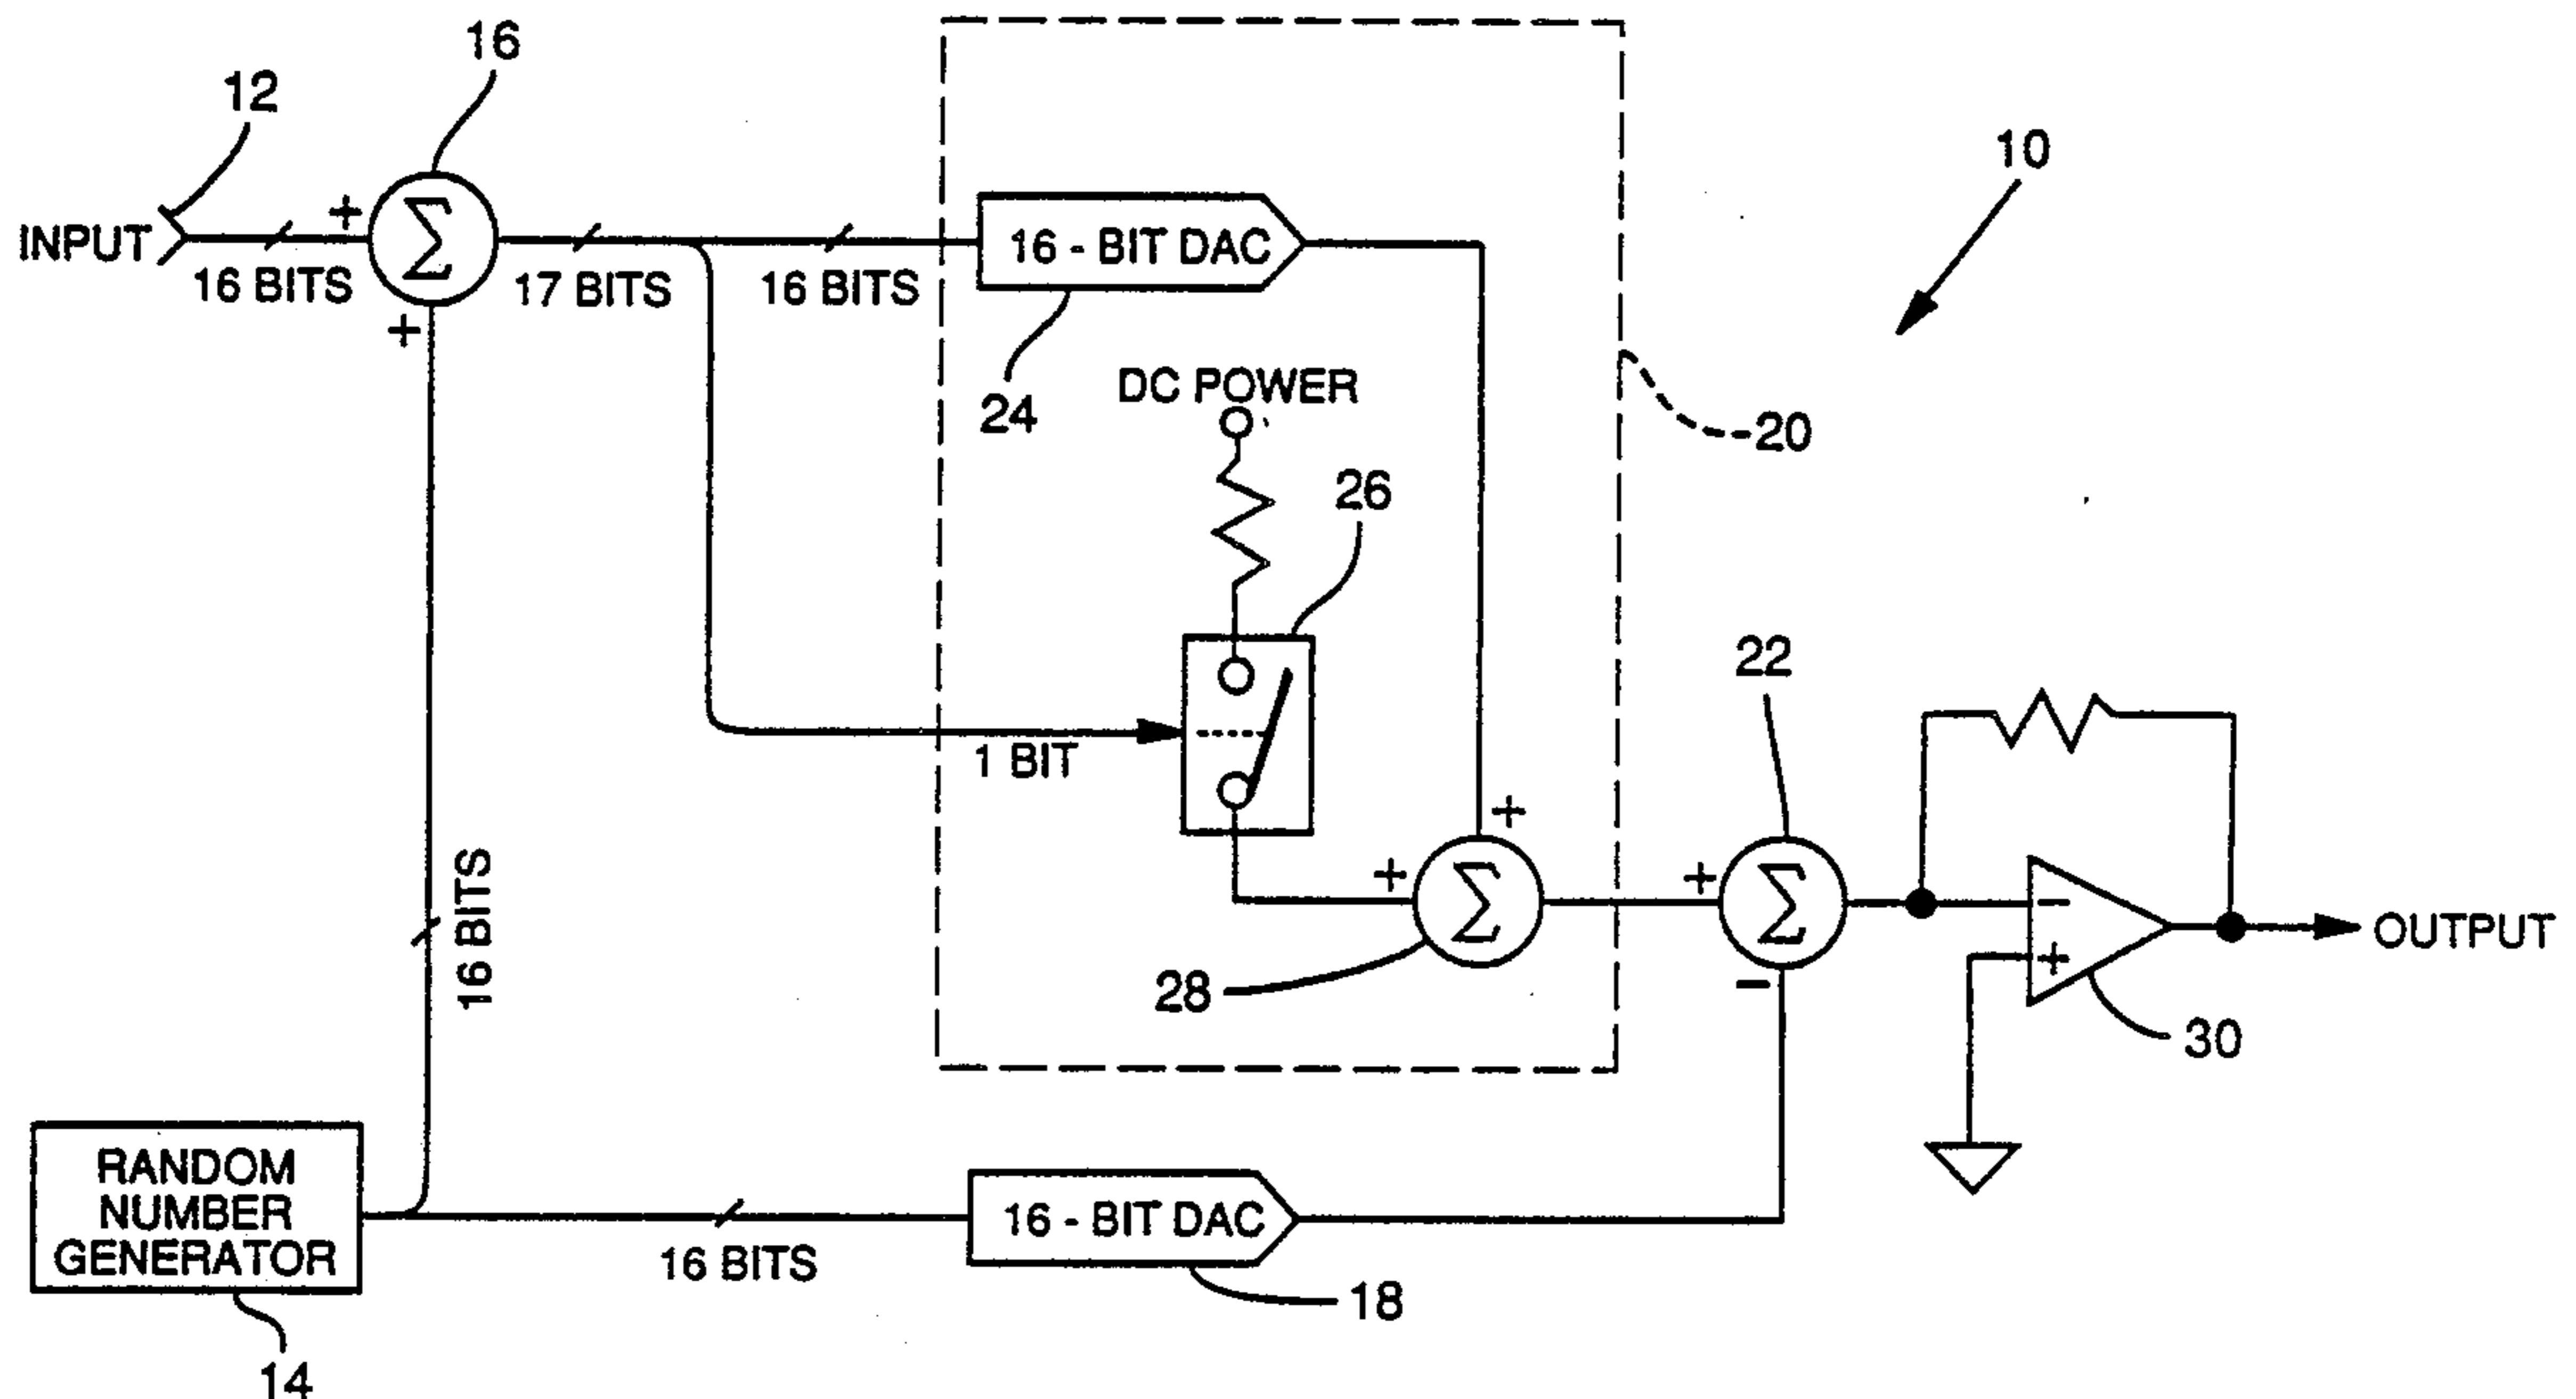 16
12
10
INPUT
+
Σ
16 BITS
17 BITS
16 BITS
16 - BIT DAC
+
24
DC POWER
20
26
22
1 BIT
+
+
Σ
+
Σ
−
+
−
OUTPUT
28
30
16 BITS
RANDOM
NUMBER
GENERATOR
16 BITS
16 - BIT DAC
18
14